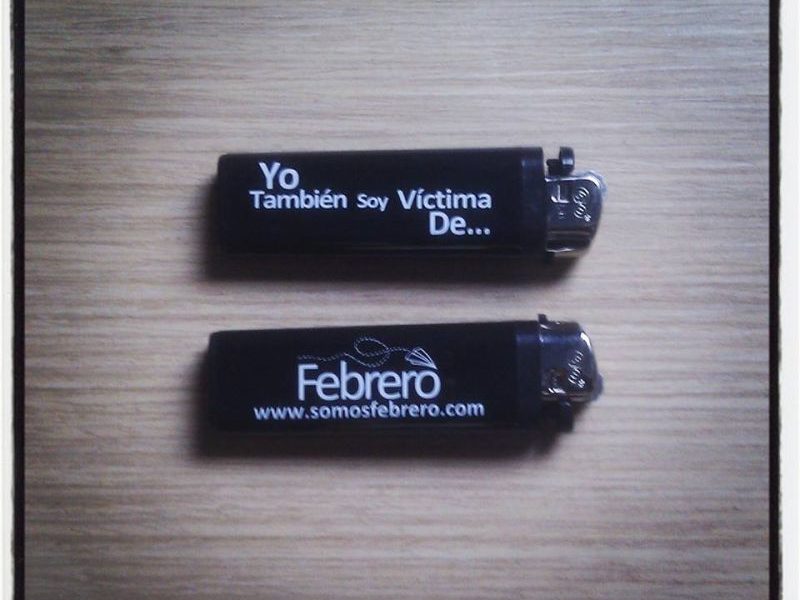 Yo
También Soy Víctima
De...
Febrero
www.somosfebrero.com